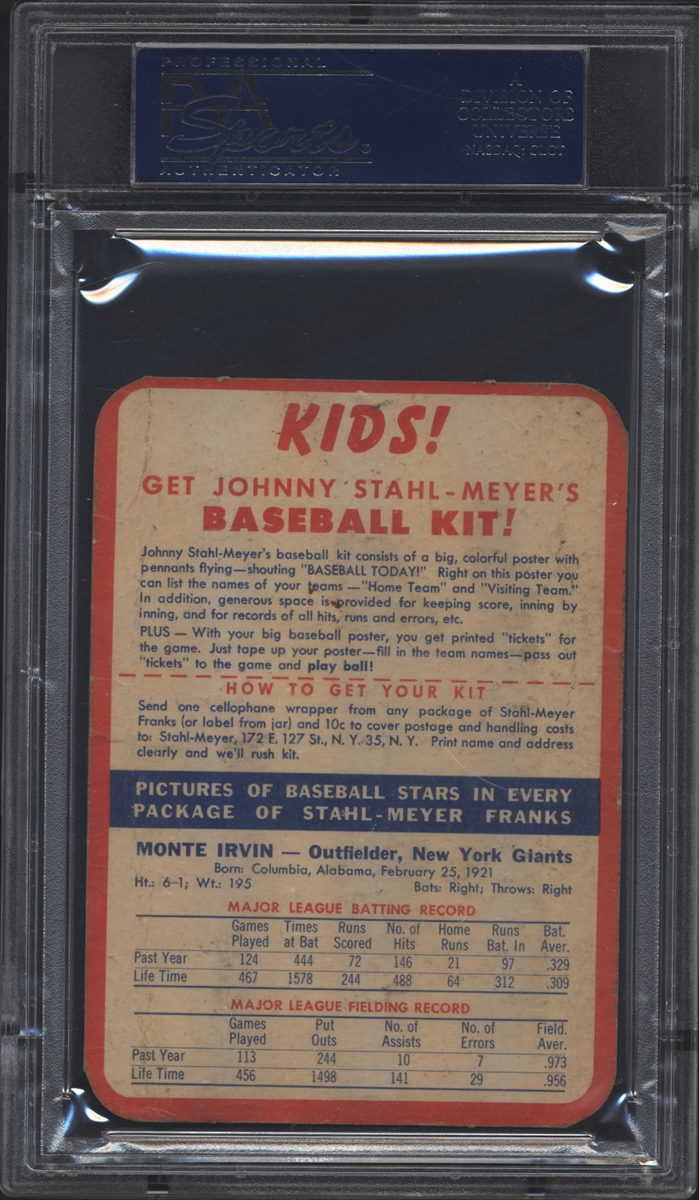 PROFESSIONAL
PSA
Sports
AUTHENTICATOR
A
DIVISION OF
COLLECTORS
UNIVERSE
NASDAQ: CLCT
KIDS!
GET JOHNNY STAHL-MEYER'S
BASEBALL KIT!
Johnny Stahl-Meyer's baseball kit consists of a big, colorful poster with
pennants flying—shouting "BASEBALL TODAY!" Right on this poster you
can list the names of your teams —"Home Team" and "Visiting Team."
In addition, generous space is provided for keeping score, inning by
inning, and for records of all hits, runs and errors, etc.
PLUS — With your big baseball poster, you get printed "tickets" for
the game. Just tape up your poster—fill in the team names—pass out
"tickets" to the game and play ball!
HOW TO GET YOUR KIT
Send one cellophane wrapper from any package of Stahl-Meyer
Franks (or label from jar) and 10c to cover postage and handling costs
to: Stahl-Meyer, 172 E. 127 St., N. Y. 35, N. Y. Print name and address
clearly and we'll rush kit.
PICTURES OF BASEBALL STARS IN EVERY
PACKAGE OF STAHL-MEYER FRANKS
MONTE IRVIN — Outfielder, New York Giants
Born: Columbia, Alabama, February 25, 1921
Ht.: 6-1; Wt.: 195 Bats: Right; Throws: Right
MAJOR LEAGUE BATTING RECORD
Games Times Runs No. of Home Runs Bat.
Played at Bat Scored Hits Runs Bat. In Aver.
Past Year 124 444 72 146 21 97 .329
Life Time 467 1578 244 488 64 312 .309
MAJOR LEAGUE FIELDING RECORD
Games Put No. of No. of Field.
Played Outs Assists Errors Aver.
Past Year 113 244 10 7 .973
Life Time 456 1498 141 29 .956